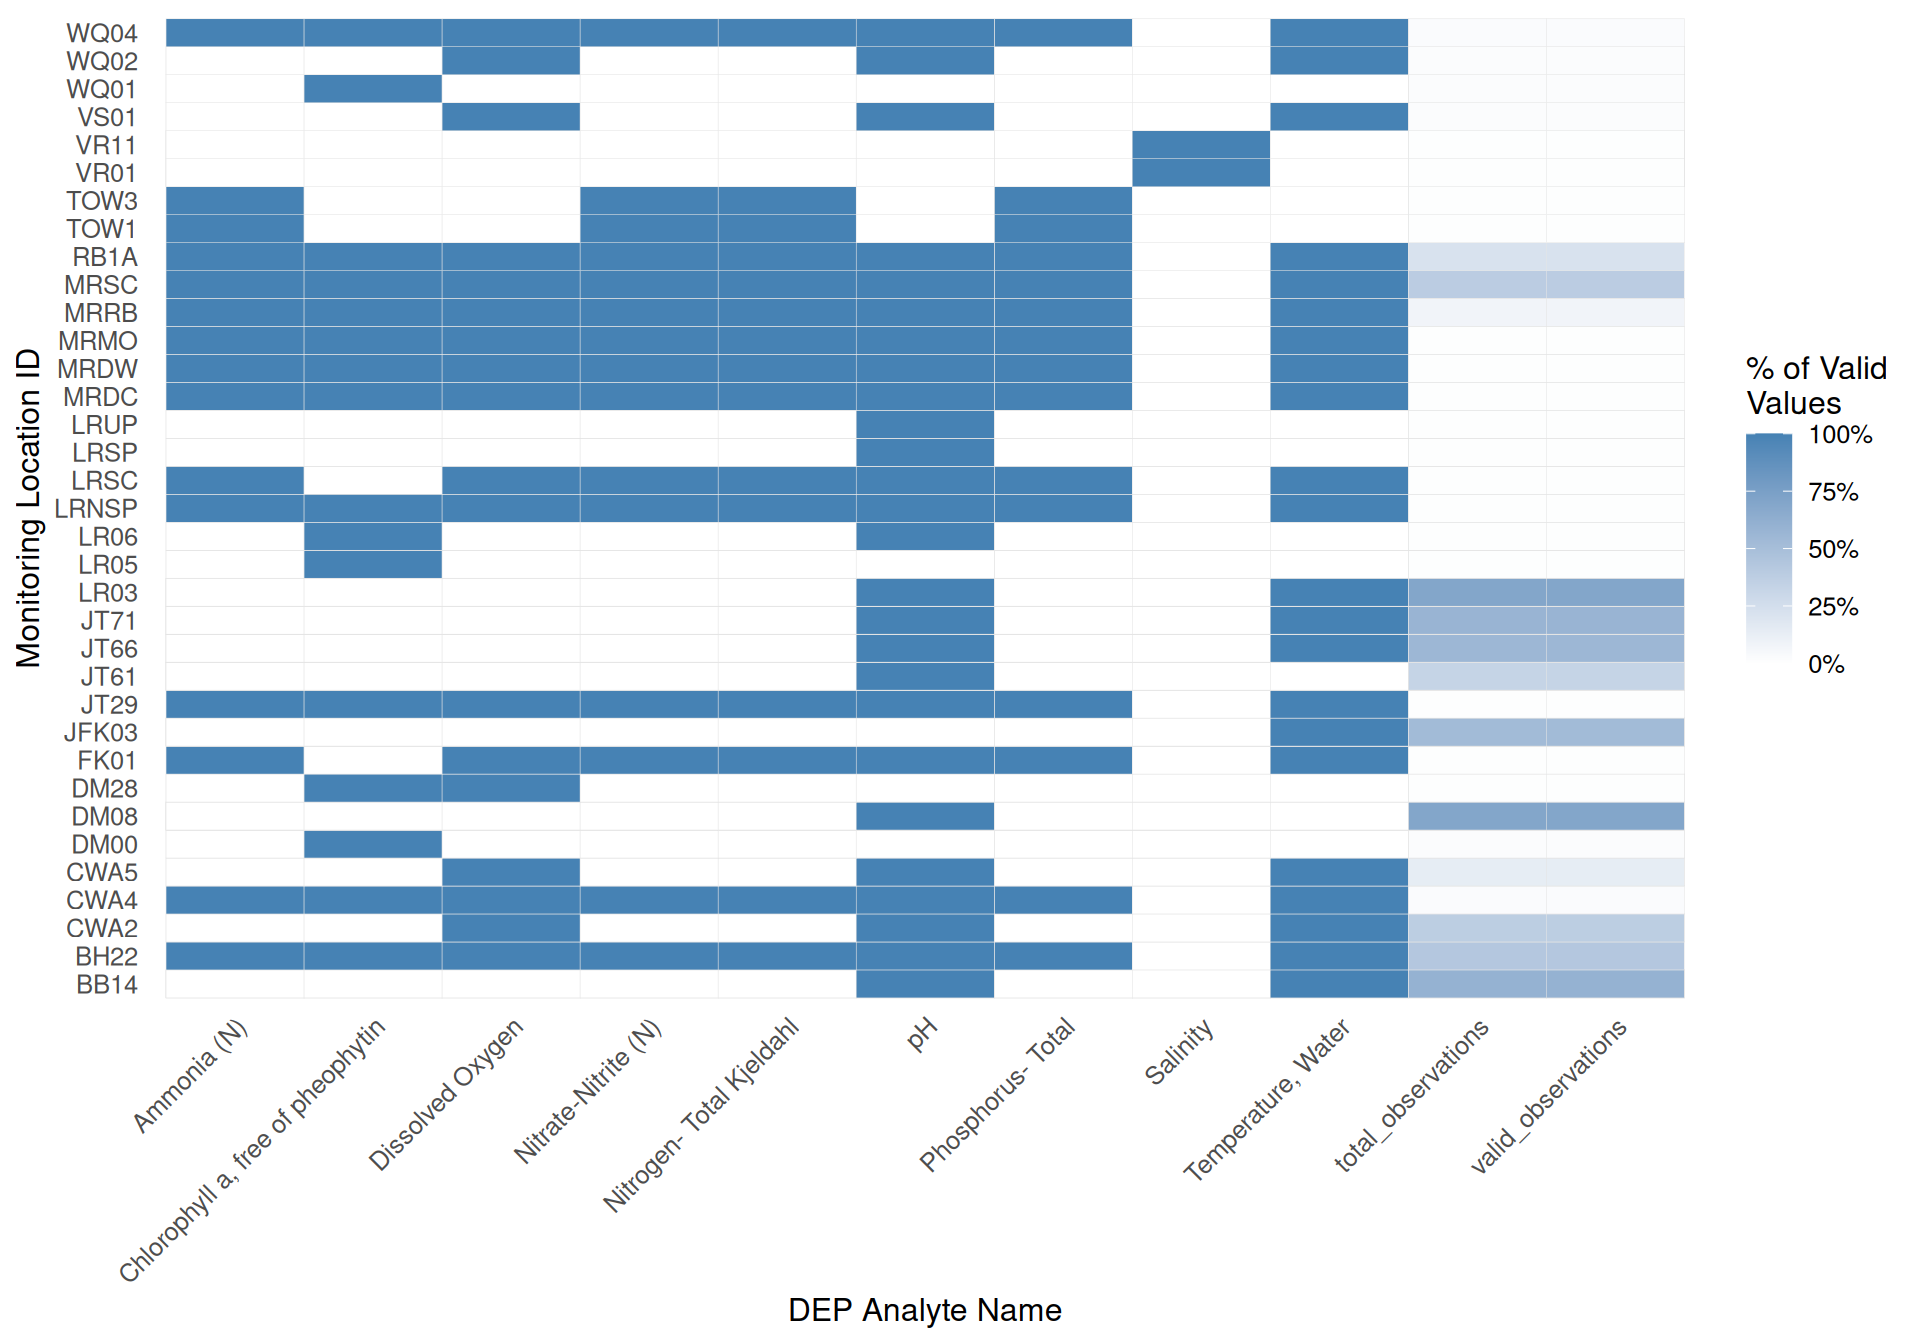 WQ04
WQ02
WQ01
VS01
VR11
VR01
TOW3
TOW1
RB1A
MRSC
MRRB
MRMO
MRDW
MRDC
LRUP
LRSP
LRSC
LRNSP
LR06
LR05
LR03
JT71
JT66
JT61
JT29
JFK03
FK01
DM28
DM08
DM00
CWA5
CWA4
CWA2
BH22
BB14
Monitoring Location ID
Ammonia (N)
Chlorophyll a, free of pheophytin
Dissolved Oxygen
Nitrate-Nitrite (N)
Nitrogen- Total Kjeldahl
pH
Phosphorus- Total
Salinity
Temperature, Water
total_observations
valid_observations
DEP Analyte Name
% of Valid
Values
100%
75%
50%
25%
0%